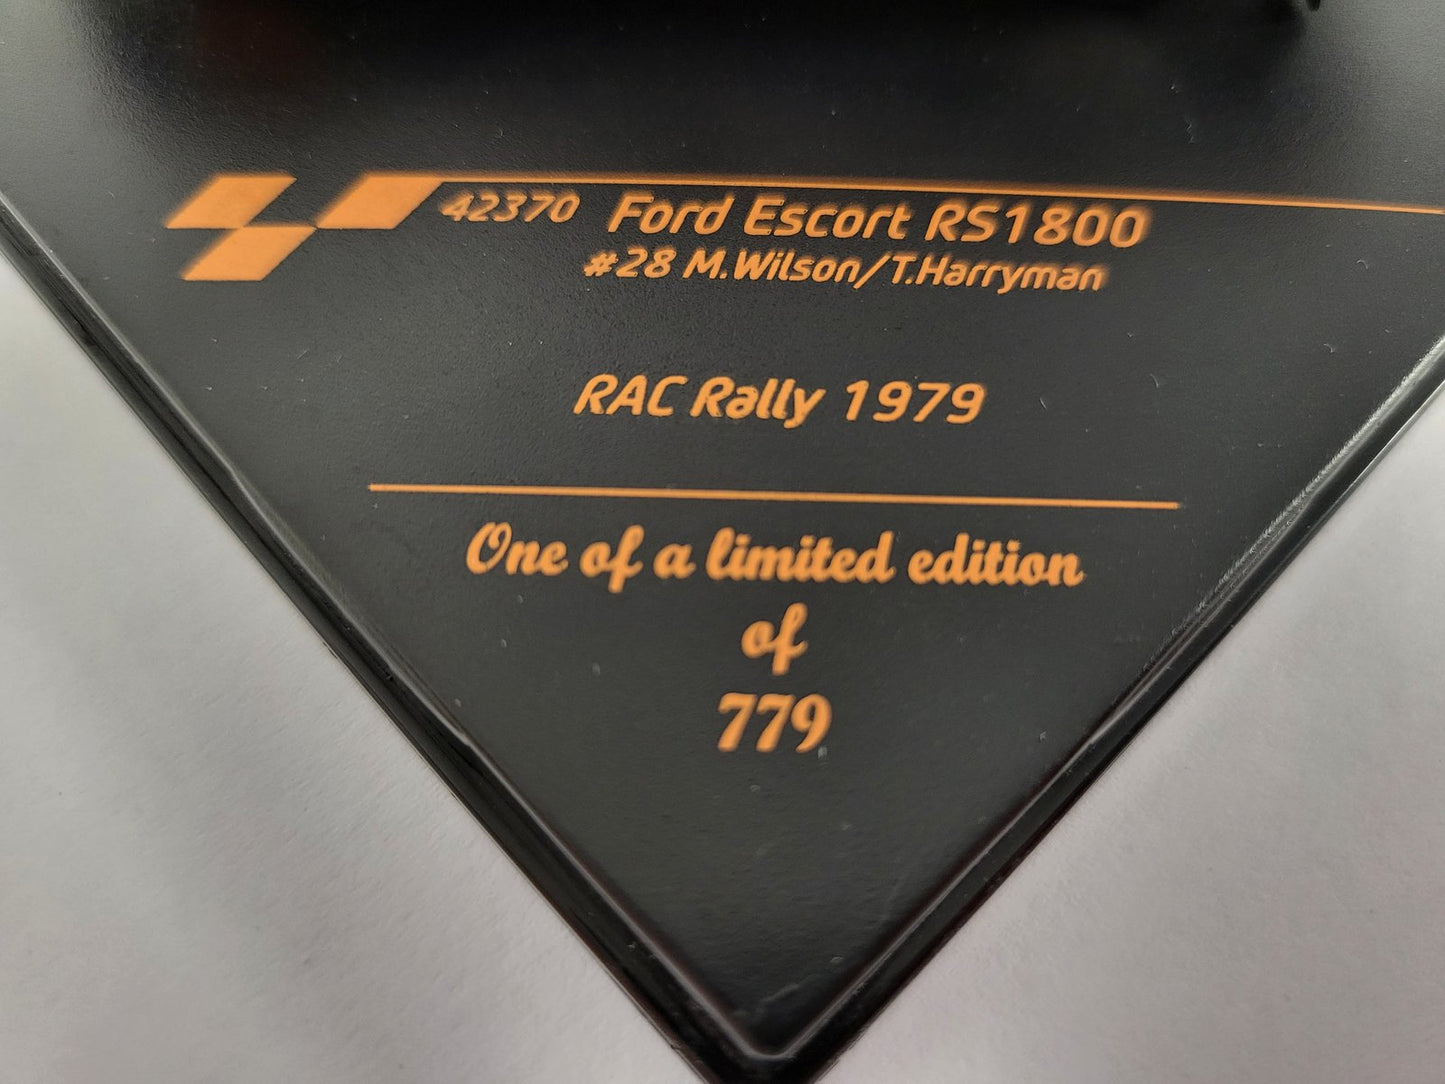 42370 Ford Escort RS1800
#28 M.Wilson/T.Harryman
RAC Rally 1979
One of a limited edition
of
779